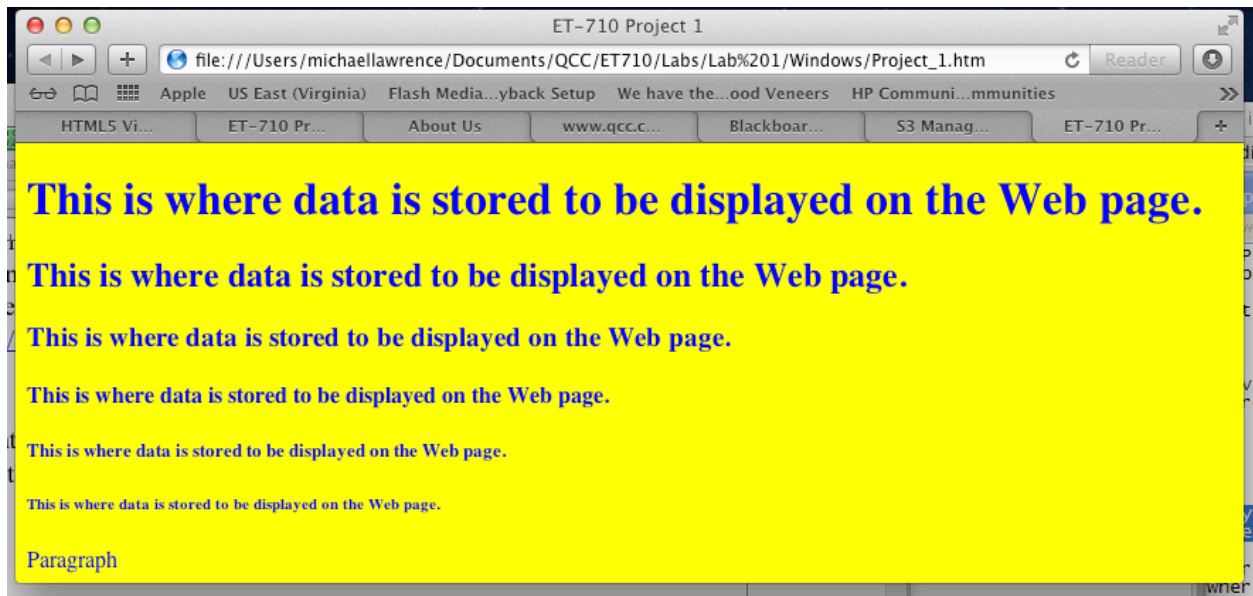 ET-710 Project 1
file:///Users/michaellawrence/Documents/QCC/ET710/Labs/Lab%201/Windows/Project_1.htm Reader
Apple US East (Virginia) Flash Media...yback Setup We have the...ood Veneers HP Communi...mmunities
HTML5 Vi... ET-710 Pr... About Us www.qcc.c... Blackboar... S3 Manag... ET-710 Pr...
This is where data is stored to be displayed on the Web page.
This is where data is stored to be displayed on the Web page.
This is where data is stored to be displayed on the Web page.
This is where data is stored to be displayed on the Web page.
This is where data is stored to be displayed on the Web page.
This is where data is stored to be displayed on the Web page.
Paragraph